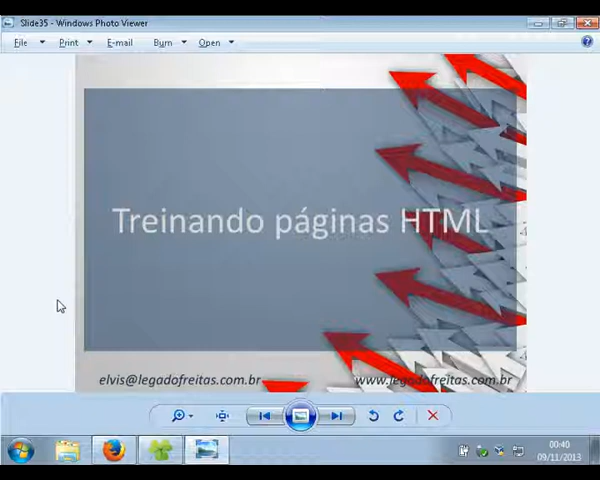 Slide35 - Windows Photo Viewer
File Print E-mail Burn Open
Treinando páginas HTML
elvis@legadofreitas.com.br www.legadofreitas.com.br
00:40
09/11/2013